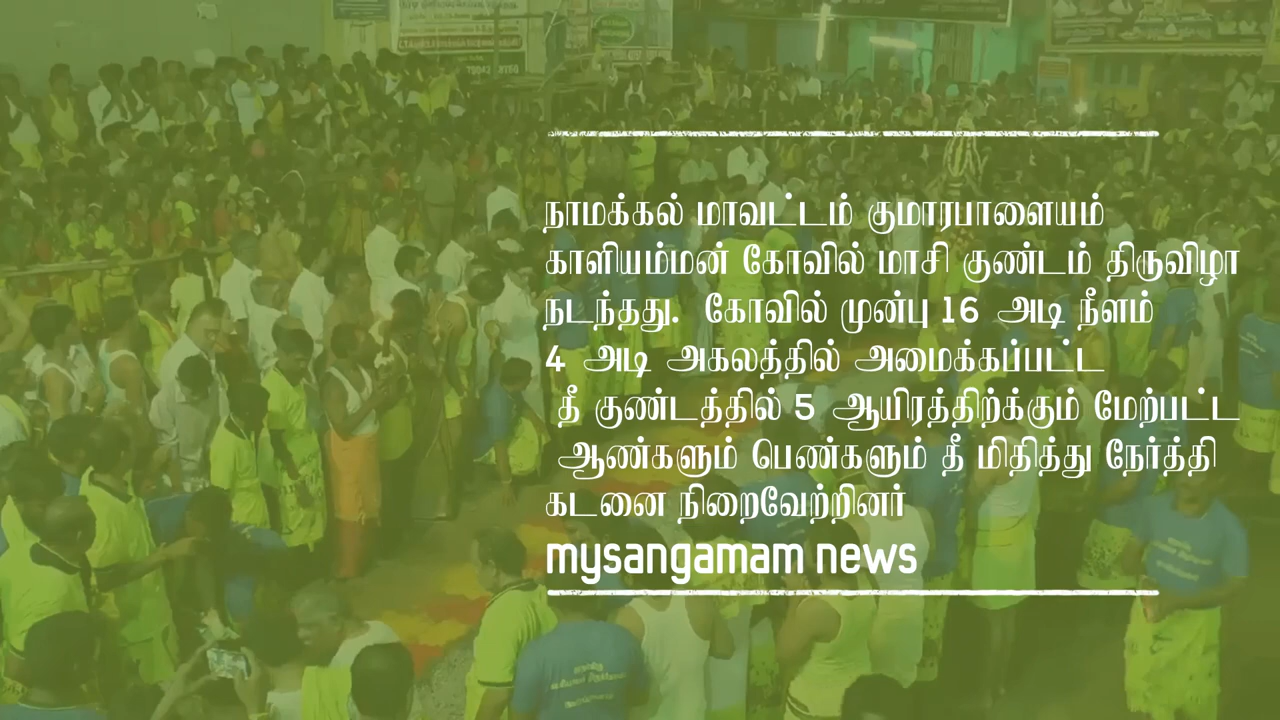 நாமக்கல் மாவட்டம் குமாரபாளையம்
காளியம்மன் கோவில் மாசி குண்டம் திருவிழா
நடந்தது. கோவில் முன்பு 16 அடி நீளம்
4 அடி அகலத்தில் அமைக்கப்பட்ட
தீ குண்டத்தில் 5 ஆயிரத்திற்க்கும் மேற்பட்ட
ஆண்களும் பெண்களும் தீ மிதித்து நேர்த்தி
கடனை நிறைவேற்றினர்
mysangamam news